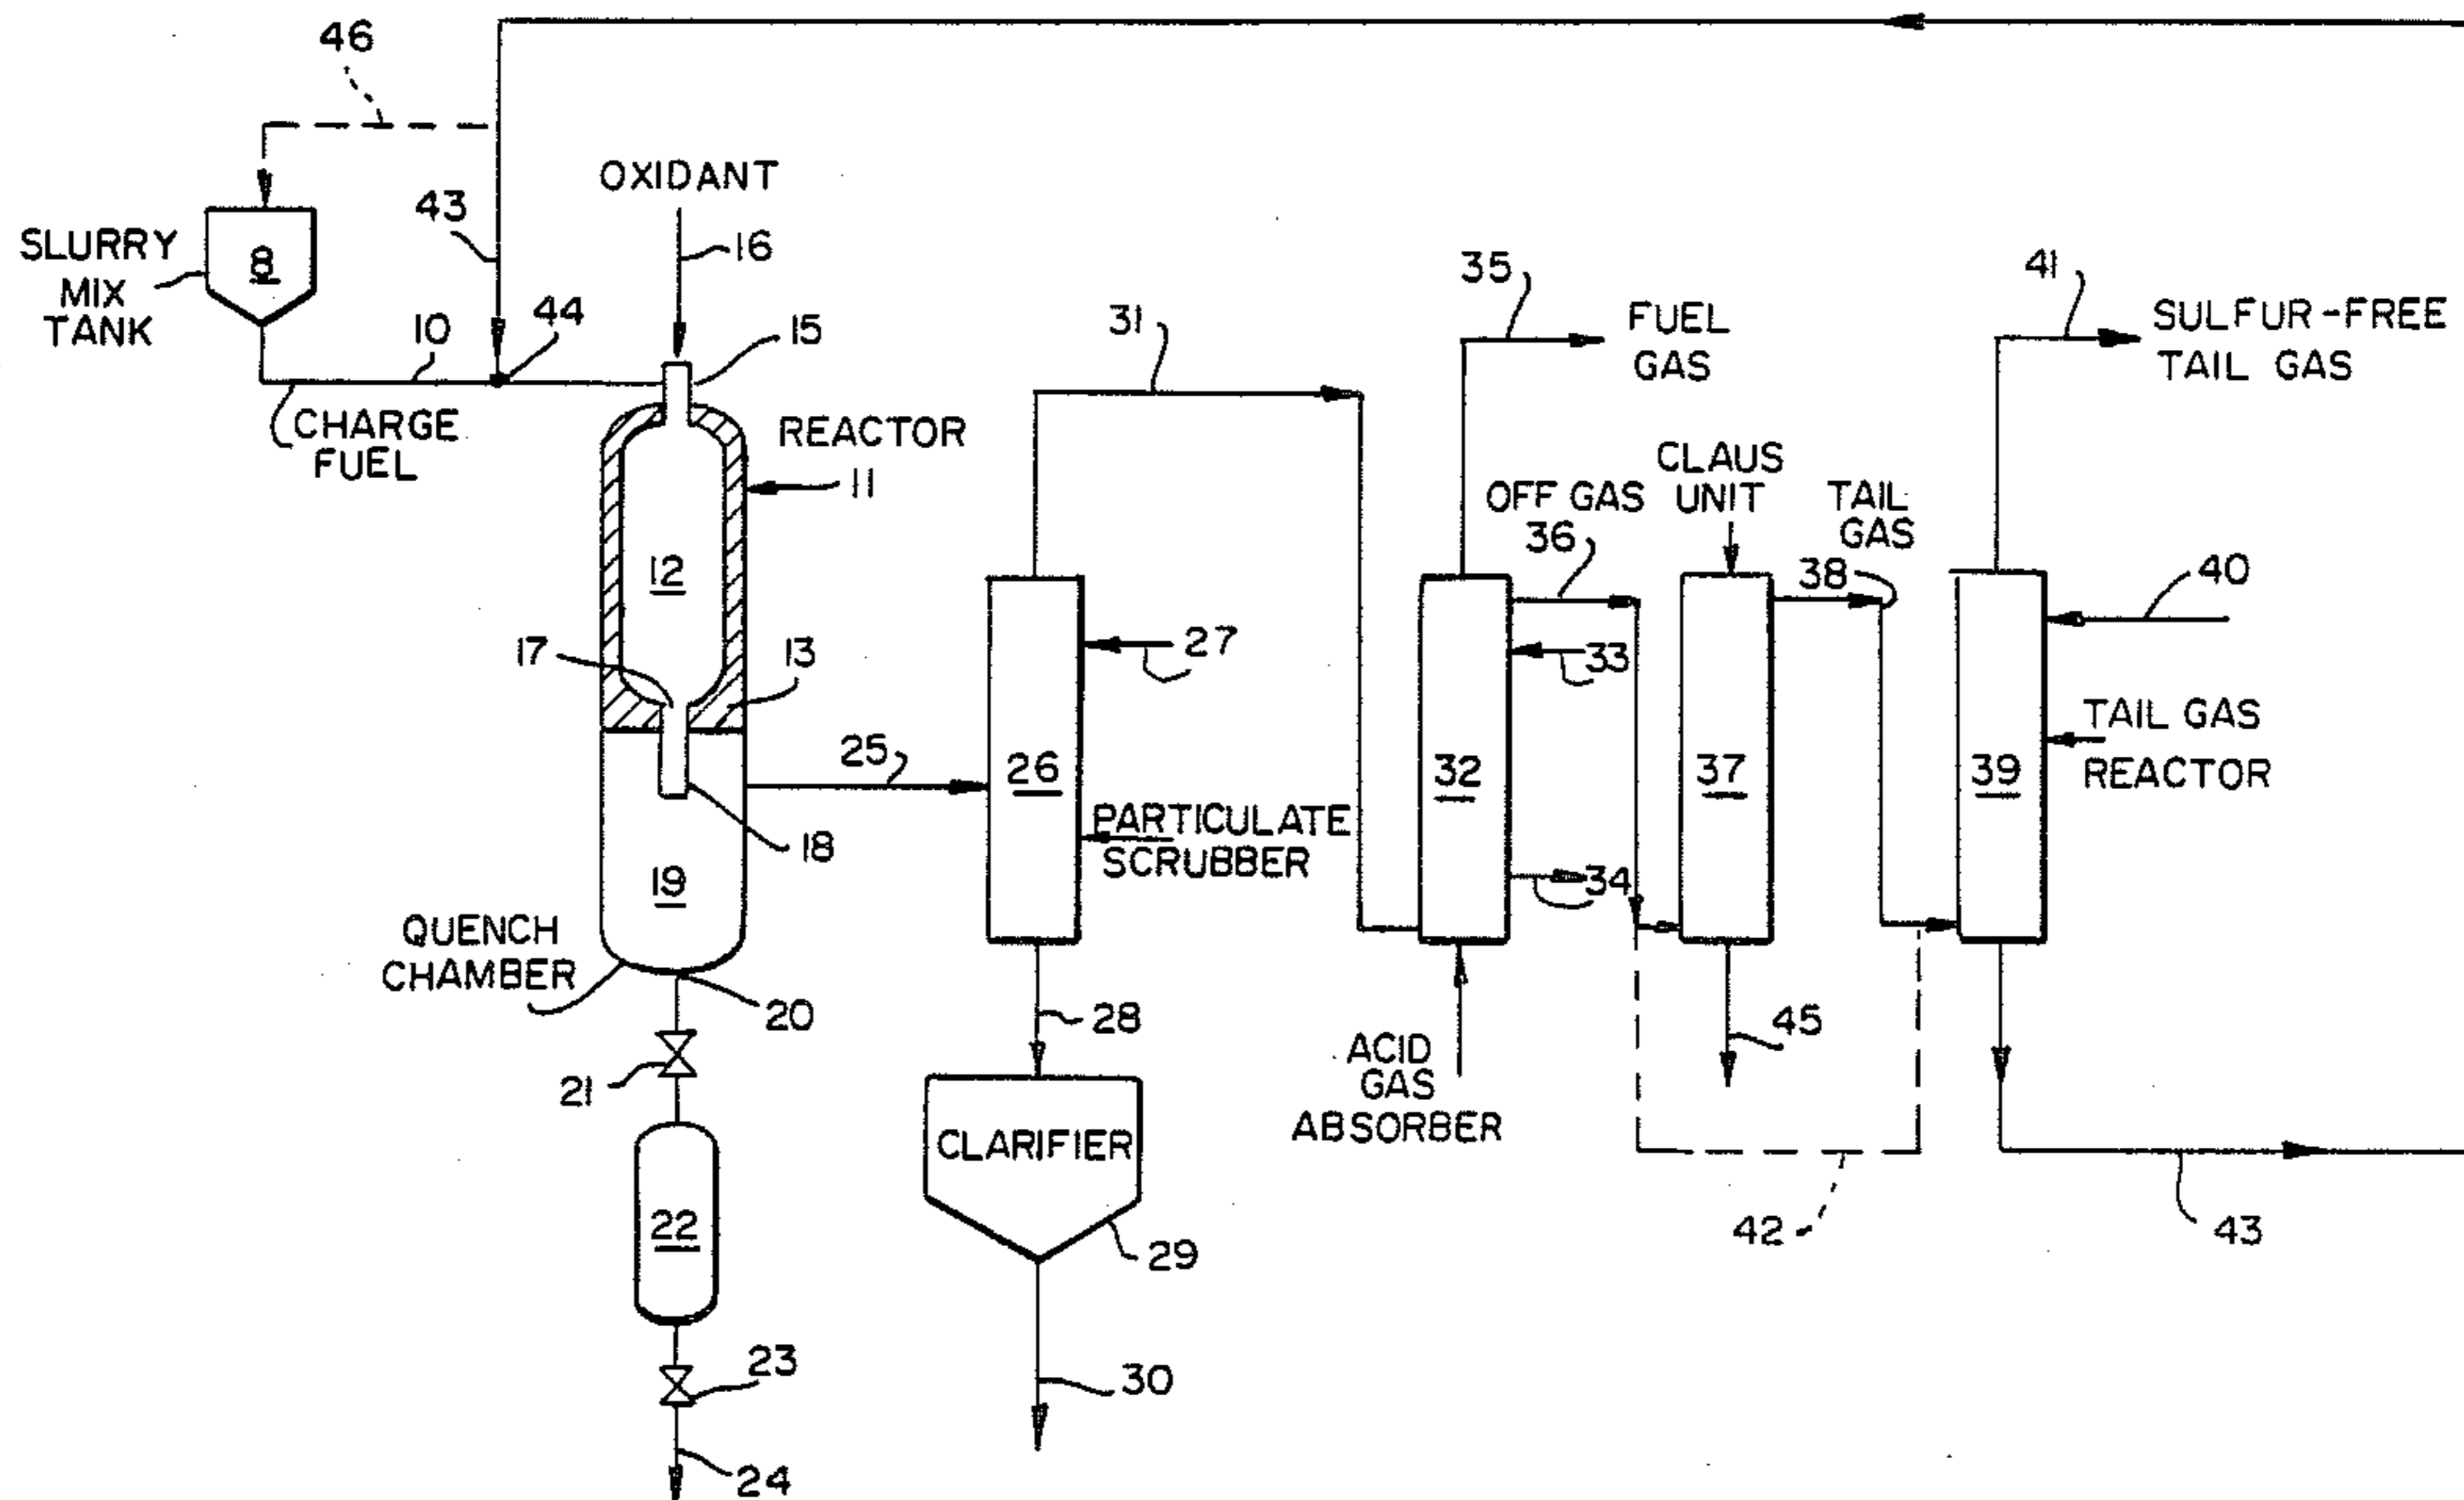 46
OXIDANT
43
16
SLURRY
MIX
TANK
8
10
44
15
CHARGE
FUEL
REACTOR
11
12
17
13
25
18
19
QUENCH
CHAMBER
20
21
22
23
24
31
27
26
PARTICULATE
SCRUBBER
28
CLARIFIER
29
30
35
FUEL
GAS
OFF GAS
36
33
32
34
ACID
GAS
ABSORBER
CLAUS
UNIT
37
45
TAIL
GAS
38
42
41
SULFUR-FREE
TAIL GAS
40
TAIL GAS
REACTOR
39
43